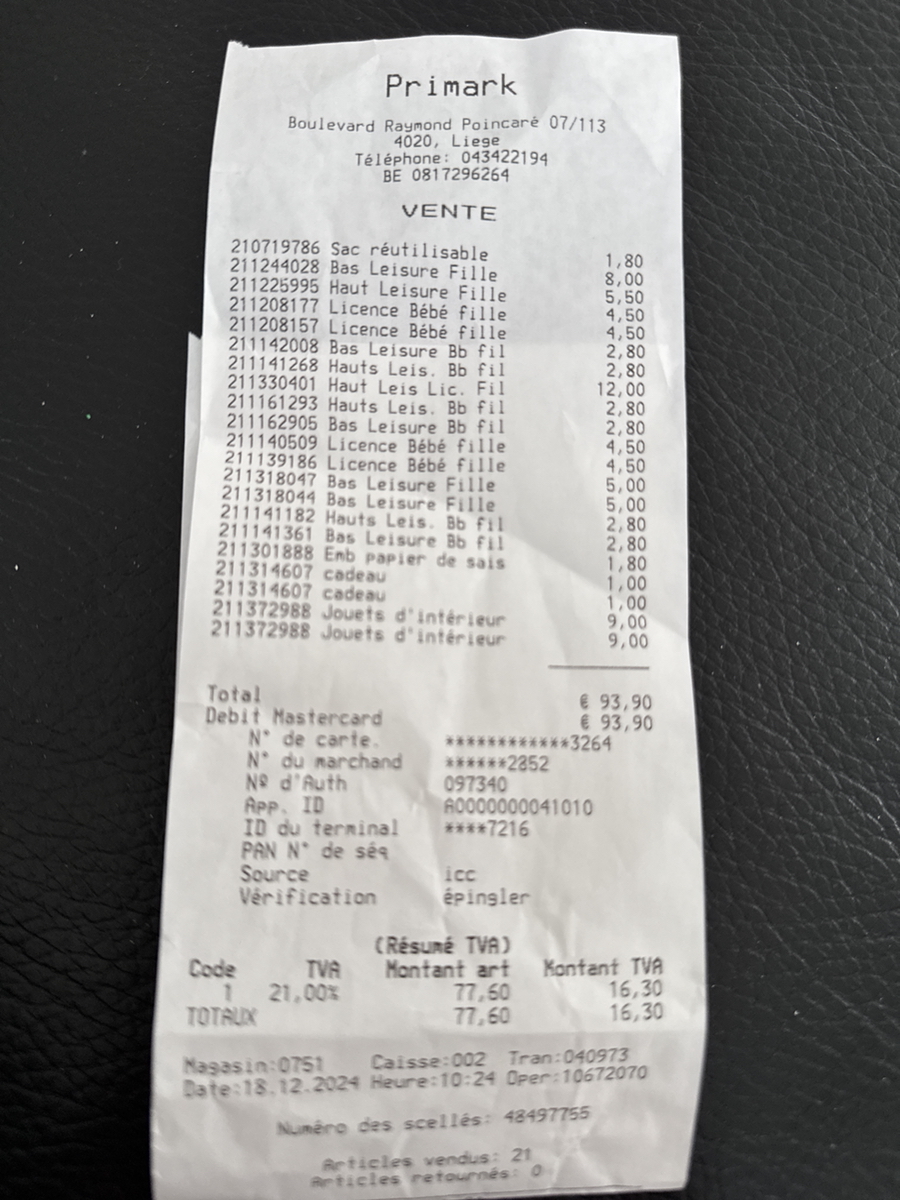 Primark
Boulevard Raymond Poincaré 07/113
4020, Liege
Téléphone: 043422194
BE 0817296264
VENTE
210719786 Sac réutilisable 1,80
211244028 Bas Leisure Fille 8,00
211225995 Haut Leisure Fille 5,50
211208177 Licence Bébé fille 4,50
211208157 Licence Bébé fille 4,50
211142008 Bas Leisure Bb fil 2,80
211141268 Hauts Leis. Bb fil 2,80
211330401 Haut Leis Lic. Fil 12,00
211161293 Hauts Leis. Bb fil 2,80
211162905 Bas Leisure Bb fil 2,80
211140509 Licence Bébé fille 4,50
211139186 Licence Bébé fille 4,50
211318047 Bas Leisure Fille 5,00
211318044 Bas Leisure Fille 5,00
211141182 Hauts Leis. Bb fil 2,80
211141361 Bas Leisure Bb fil 2,80
211301888 Emb papier de sais 1,80
211314607 cadeau 1,00
211314607 cadeau 1,00
211372988 Jouets d'intérieur 9,00
211372988 Jouets d'intérieur 9,00
Total € 93,90
Debit Mastercard € 93,90
N° de carte. ************3264
N° du marchand ******2852
Nº d'Auth 097340
App. ID A0000000041010
ID du terminal ****7216
PAN N° de séq
Source icc
Vérification épingler
(Résumé TVA)
Code TVA Montant art Montant TVA
1 21,00% 77,60 16,30
TOTAUX 77,60 16,30
Magasin:0751 Caisse:002 Tran:040973
Date:18.12.2024 Heure:10:24 Oper:10672070
Numéro des scellés: 48497755
Articles vendus: 21
Articles retournés: 0